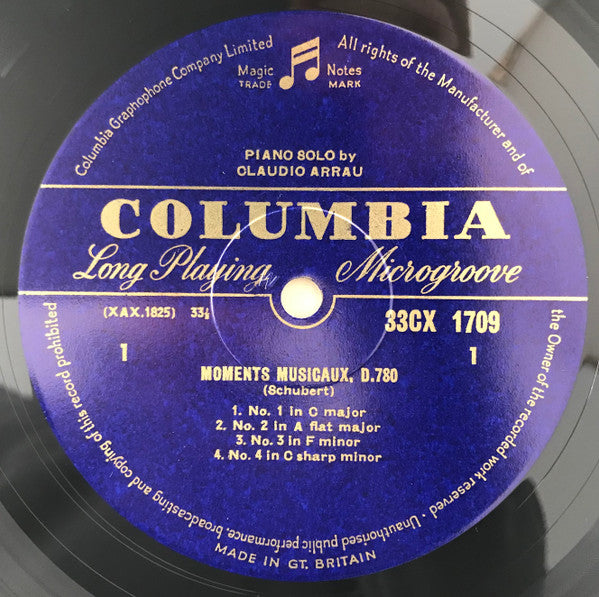 Columbia Graphophone Company Limited
All rights of the Manufacturer and of
the Owner of the recorded work reserved · Unauthorised public performance, broadcasting and copying of this record prohibited
Magic Notes
TRADE MARK
PIANO SOLO by
CLAUDIO ARRAU
COLUMBIA
Long Playing Microgroove
(XAX.1825) 33⅓
33CX 1709
1 1
MOMENTS MUSICAUX, D.780
(Schubert)
1. No. 1 in C major
2. No. 2 in A flat major
3. No. 3 in F minor
4. No. 4 in C sharp minor
MADE IN GT. BRITAIN